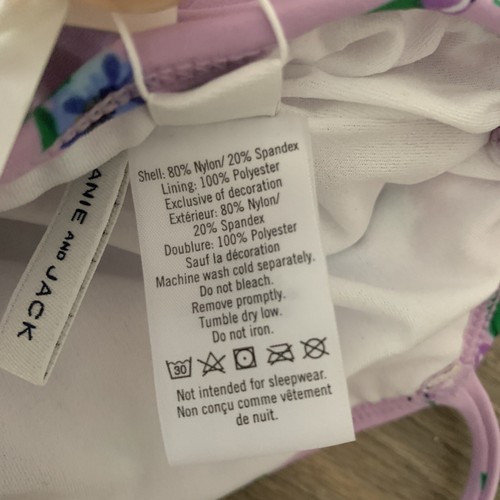 ANIE AND JACK
Shell: 80% Nylon/ 20% Spandex
Lining: 100% Polyester
Exclusive of decoration
Extérieur: 80% Nylon/
20% Spandex
Doublure: 100% Polyester
Sauf la décoration
Machine wash cold separately.
Do not bleach.
Remove promptly.
Tumble dry low.
Do not iron.
30
Not intended for sleepwear.
Non conçu comme vêtement
de nuit.